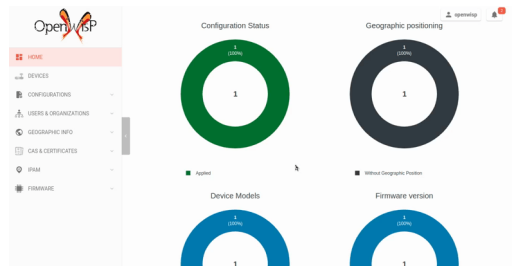 OpenWiSP
openwisp
HOME
DEVICES
CONFIGURATIONS
USERS & ORGANIZATIONS
GEOGRAPHIC INFO
CAS & CERTIFICATES
IPAM
FIRMWARE
Configuration Status
1
(100%)
1
Applied
Geographic positioning
1
(100%)
1
Without Geographic Position
Device Models
1
(100%)
1
Firmware version
1
(100%)
1